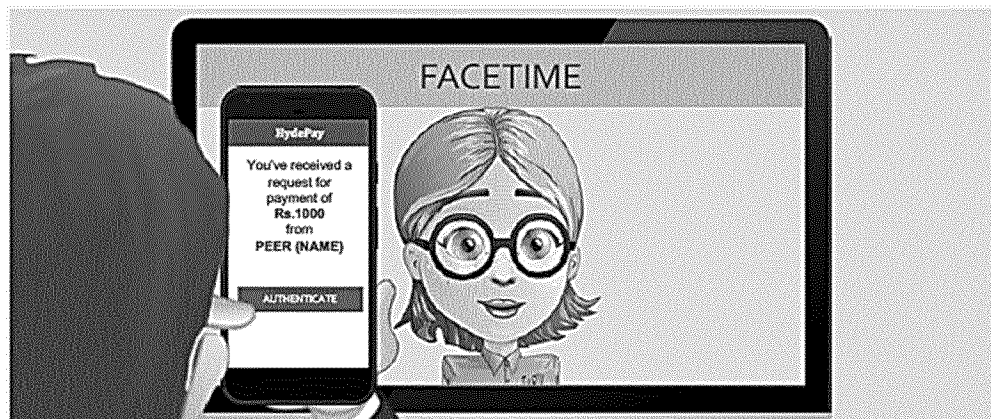 FACETIME
HydePay
You've received a
request for
payment of
Rs.1000
from
PEER (NAME)
AUTHENTICATE